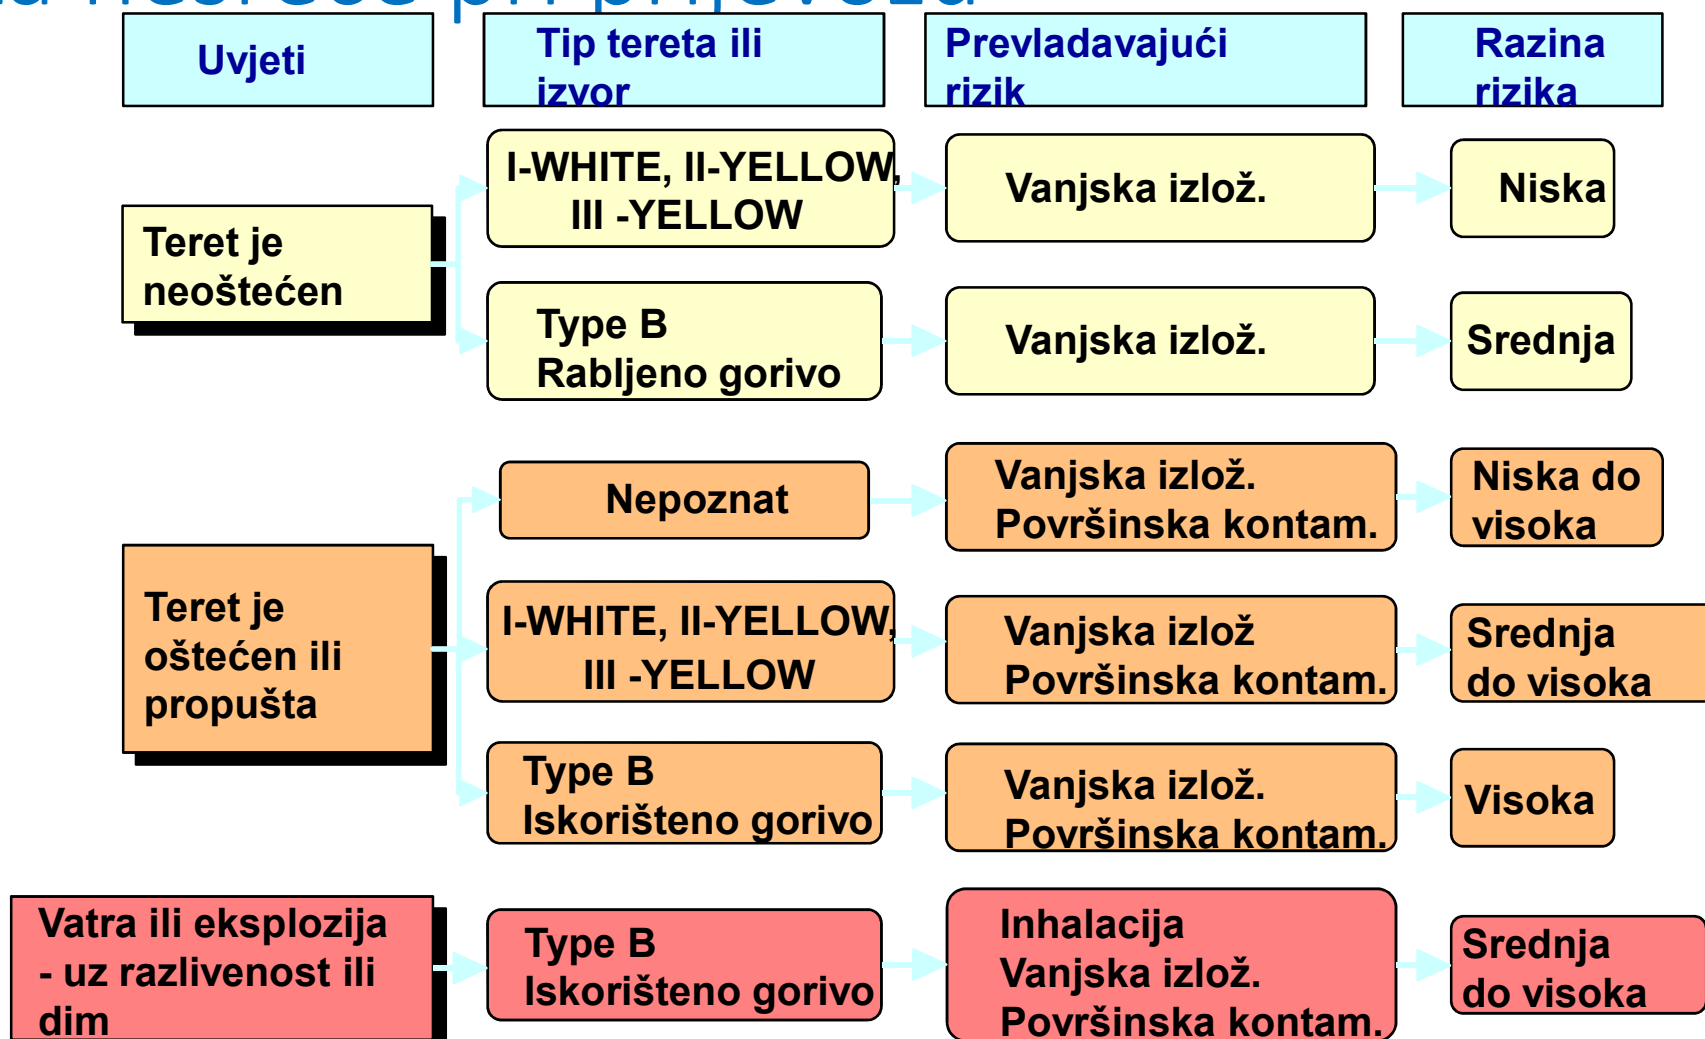 nesreće pri prijevozu
Uvjeti
Tip tereta ili
izvor
Prevladavajući
rizik
Razina
rizika
Teret je
neoštećen
I-WHITE, II-YELLOW,
III -YELLOW
Vanjska izlož.
Niska
Type B
Rabljeno gorivo
Vanjska izlož.
Srednja
Teret je
oštećen ili
propušta
Nepoznat
Vanjska izlož.
Površinska kontam.
Niska do
visoka
I-WHITE, II-YELLOW,
III -YELLOW
Vanjska izlož
Površinska kontam.
Srednja
do visoka
Type B
Iskorišteno gorivo
Vanjska izlož.
Površinska kontam.
Visoka
Vatra ili eksplozija
- uz razlivenost ili
dim
Type B
Iskorišteno gorivo
Inhalacija
Vanjska izlož.
Površinska kontam.
Srednja
do visoka